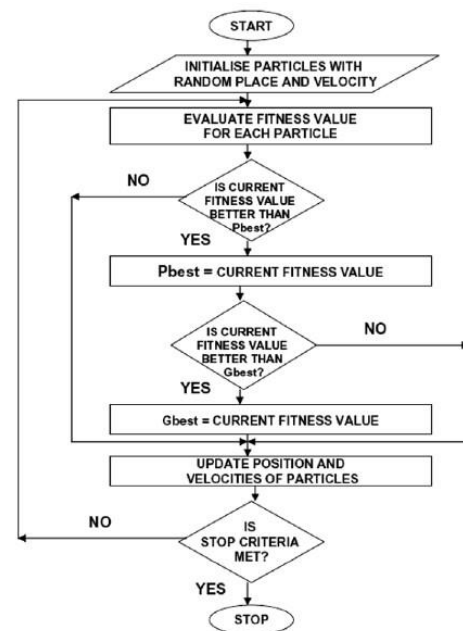 START
INITIALISE PARTICLES WITH
RANDOM PLACE AND VELOCITY
EVALUATE FITNESS VALUE
FOR EACH PARTICLE
NO
IS CURRENT
FITNESS VALUE
BETTER THAN
Pbest?
YES
Pbest = CURRENT FITNESS VALUE
IS CURRENT
FITNESS VALUE
BETTER THAN
Gbest?
NO
YES
Gbest = CURRENT FITNESS VALUE
UPDATE POSITION AND
VELOCITIES OF PARTICLES
NO
IS
STOP CRITERIA
MET?
YES
STOP